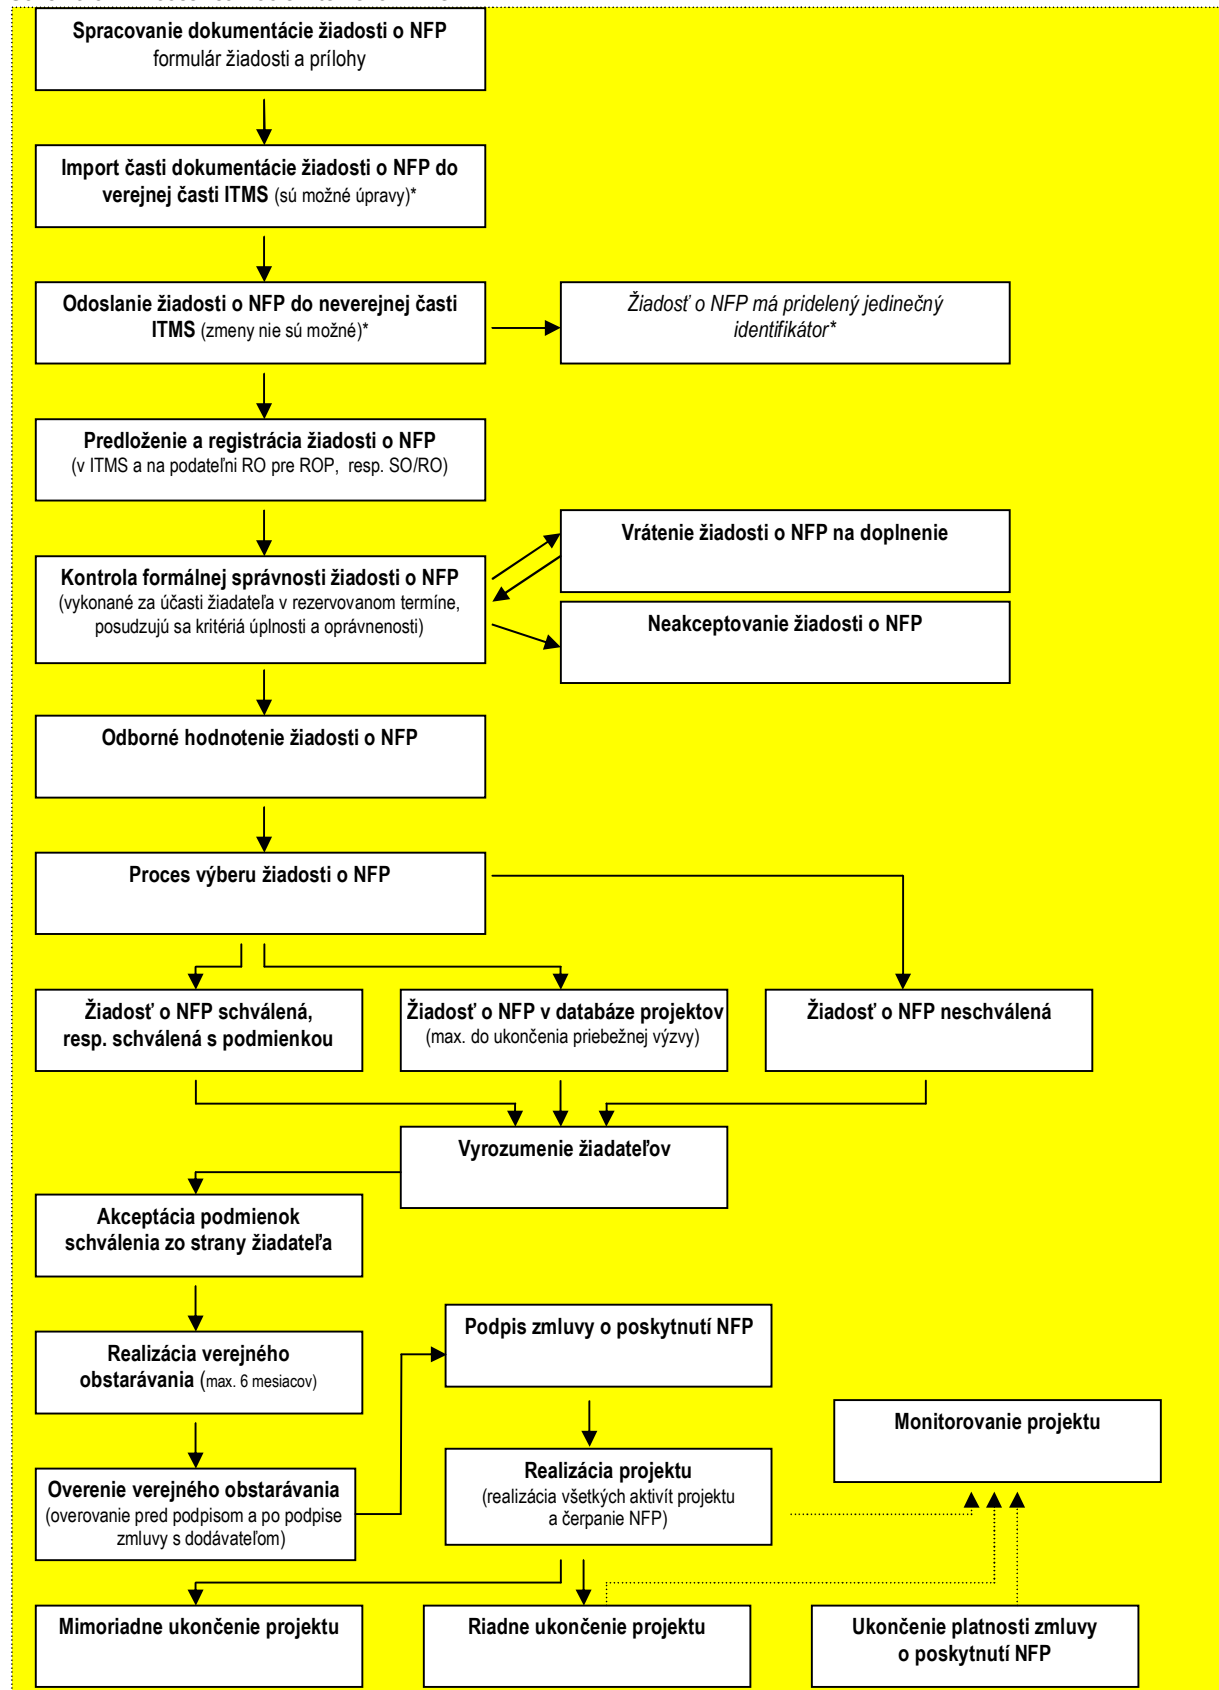 Spracovanie dokumentácie žiadosti o NFP
formulár žiadosti a prílohy
Import časti dokumentácie žiadosti o NFP do
verejnej časti ITMS (sú možné úpravy)*
Odoslanie žiadosti o NFP do neverejnej časti
ITMS (zmeny nie sú možné)*
Žiadosť o NFP má pridelený jedinečný
identifikátor*
Predloženie a registrácia žiadosti o NFP
(v ITMS a na podateľni RO pre ROP, resp. SO/RO)
Vrátenie žiadosti o NFP na doplnenie
Kontrola formálnej správnosti žiadosti o NFP
(vykonané za účasti žiadateľa v rezervovanom termíne,
posudzujú sa kritériá úplnosti a oprávnenosti)
Neakceptovanie žiadosti o NFP
Odborné hodnotenie žiadosti o NFP
Proces výberu žiadosti o NFP
Žiadosť o NFP schválená,
resp. schválená s podmienkou
Žiadosť o NFP v databáze projektov
(max. do ukončenia priebežnej výzvy)
Žiadosť o NFP neschválená
Vyrozumenie žiadateľov
Akceptácia podmienok
schválenia zo strany žiadateľa
Podpis zmluvy o poskytnutí NFP
Realizácia verejného
obstarávania (max. 6 mesiacov)
Monitorovanie projektu
Realizácia projektu
(realizácia všetkých aktivít projektu
a čerpanie NFP)
Overenie verejného obstarávania
(overovanie pred podpisom a po podpise
zmluvy s dodávateľom)
Mimoriadne ukončenie projektu
Riadne ukončenie projektu
Ukončenie platnosti zmluvy
o poskytnutí NFP